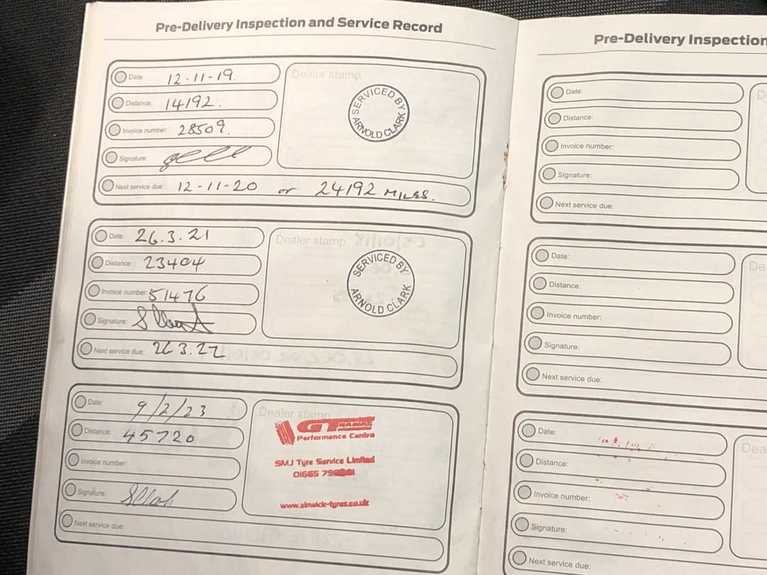 Pre-Delivery Inspection and Service Record
Date: 12-11-19.
Distance: 14192.
Invoice number: 28509.
Signature:
Next service due: 12-11-20 or 24192 MILES.
Dealer stamp
SERVICED BY
ARNOLD CLARK
Date: 26.3.21
Distance: 23404
Invoice number: 51476
Signature:
Next service due: 26.3.22
Dealer stamp
SERVICED BY
ARNOLD CLARK
Date: 9/2/23
Distance: 45720
Invoice number:
Signature:
Next service due:
Dealer stamp
GT RADIAL
Performance Centre
SMJ Tyre Service Limited
01665
www.alnwick-tyres.co.uk
Pre-Delivery Inspection
Date:
Distance:
Invoice number:
Signature:
Next service due:
Date:
Distance:
Invoice number:
Signature:
Next service due:
Date:
Distance:
Invoice number:
Signature:
Next service due: